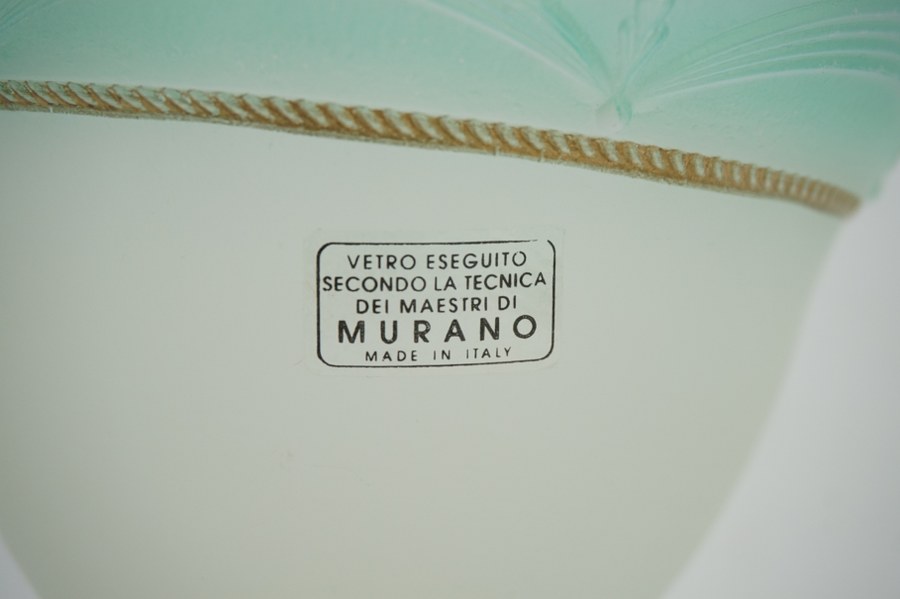 VETRO ESEGUITO
SECONDO LA TECNICA
DEI MAESTRI DI
MURANO
MADE IN ITALY